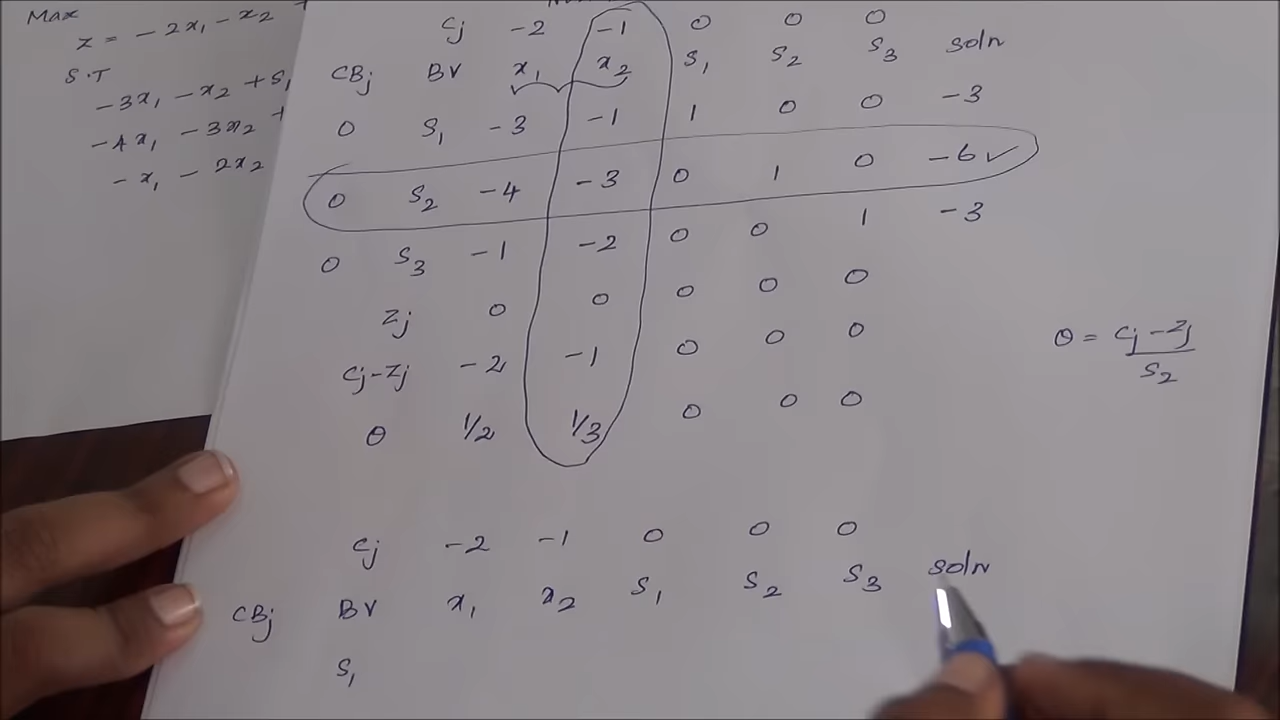 Max
z = -2x₁ - x₂
S.T
-3x₁ - x₂ + S₁
-4x₁ - 3x₂ +
-x₁ - 2x₂
Cj -2 -1 0 0 0
CBj BV x₁ x₂ S₁ S₂ S₃ soln
0 S₁ -3 -1 1 0 0 -3
0 S₂ -4 -3 0 1 0 -6 ✓
0 S₃ -1 -2 0 0 1 -3
Zj 0 0 0 0 0
Cj-Zj -2 -1 0 0 0
θ 1/2 1/3 0 0 0
θ = Cj - Zj
S₂
Cj -2 -1 0 0 0
CBj BV x₁ x₂ S₁ S₂ S₃ soln
S₁